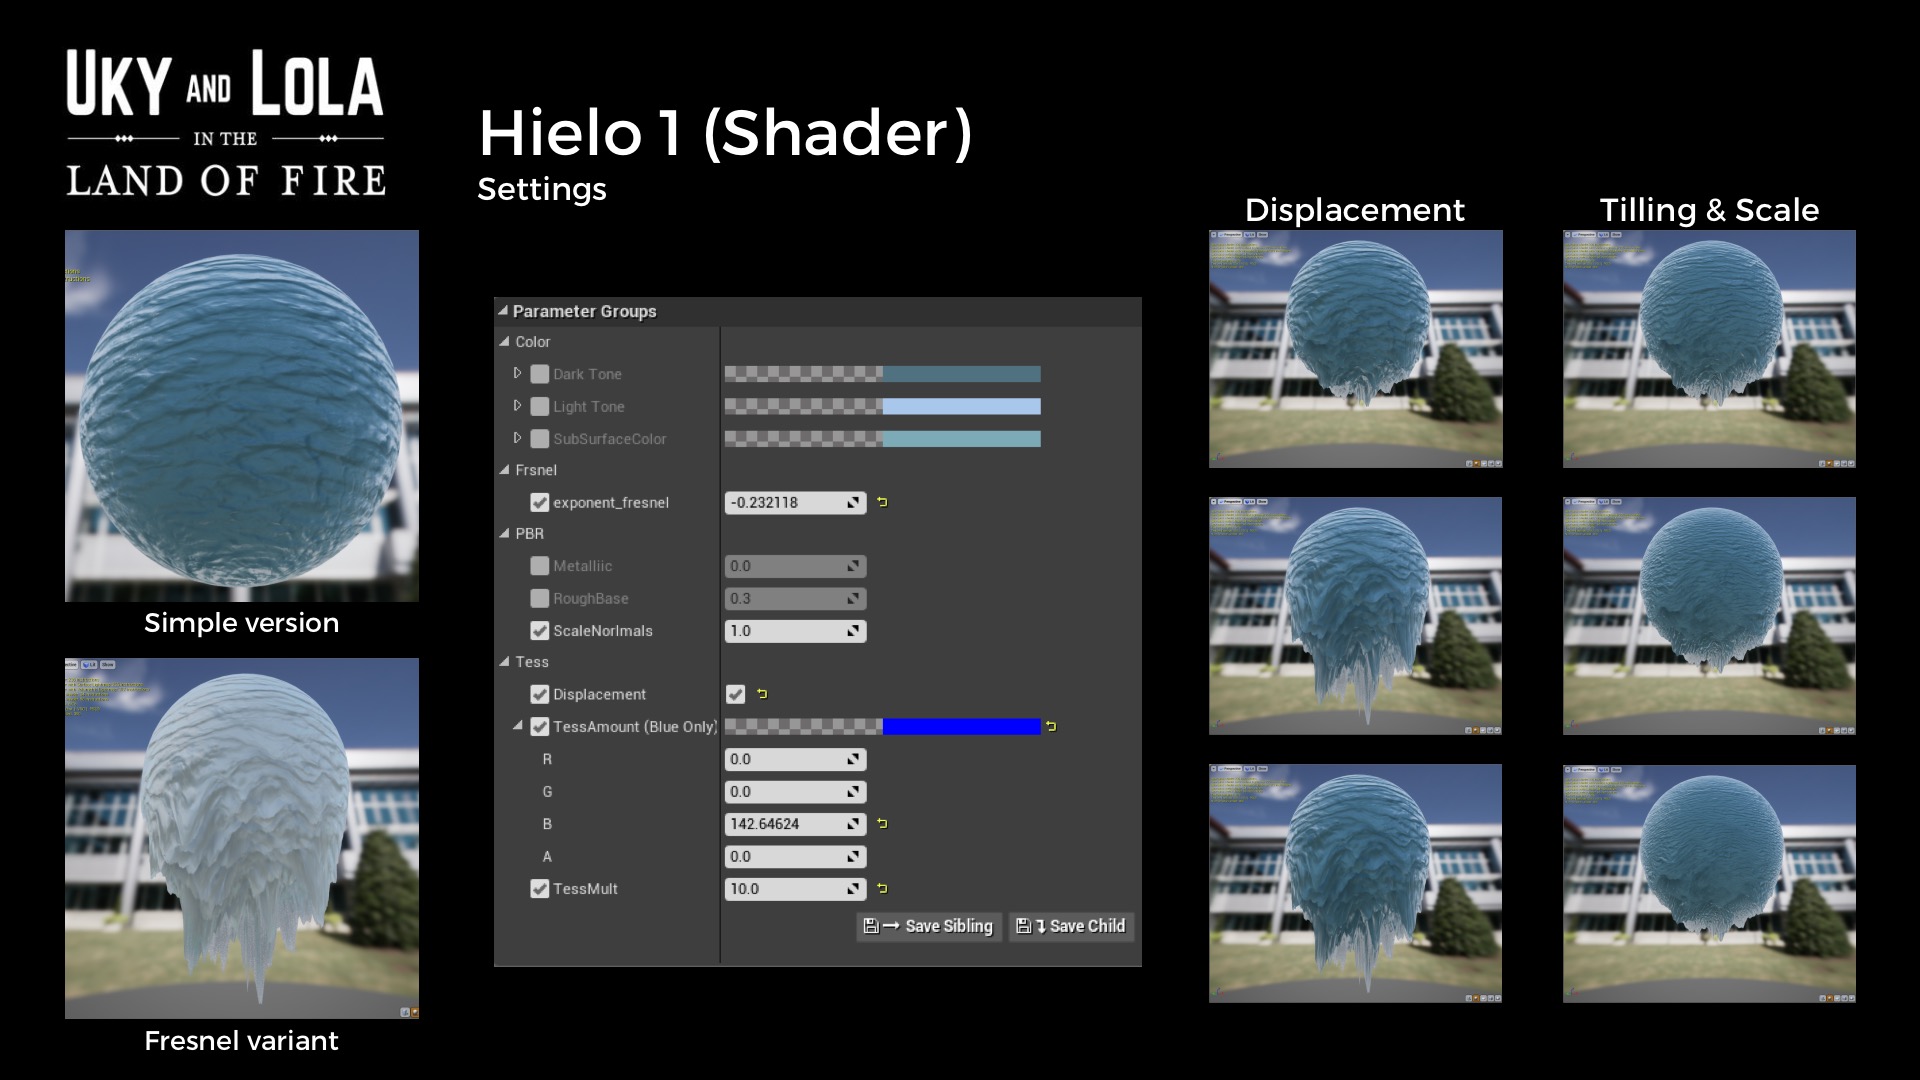 UKY AND LOLA
IN THE
LAND OF FIRE
Hielo 1 (Shader)
Settings
Simple version
Fresnel variant
Parameter Groups
Color
Dark Tone
Light Tone
SubSurfaceColor
Frsnel
exponent_fresnel -0.232118
PBR
Metalliic 0.0
RoughBase 0.3
ScaleNorlmals 1.0
Tess
Displacement
TessAmount (Blue Only)
R 0.0
G 0.0
B 142.64624
A 0.0
TessMult 10.0
Save Sibling Save Child
Displacement
Tilling & Scale